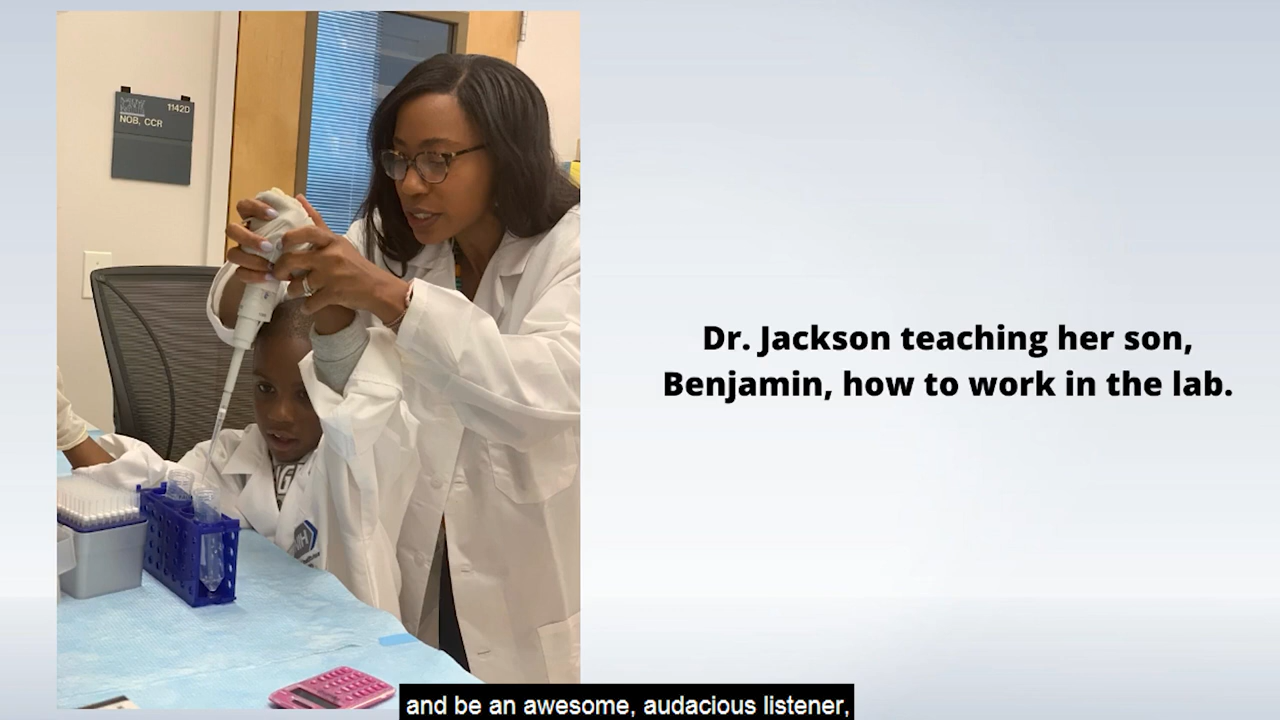 1142D
NOB, CCR
Dr. Jackson teaching her son,
Benjamin, how to work in the lab.
NIH
and be an awesome, audacious listener,